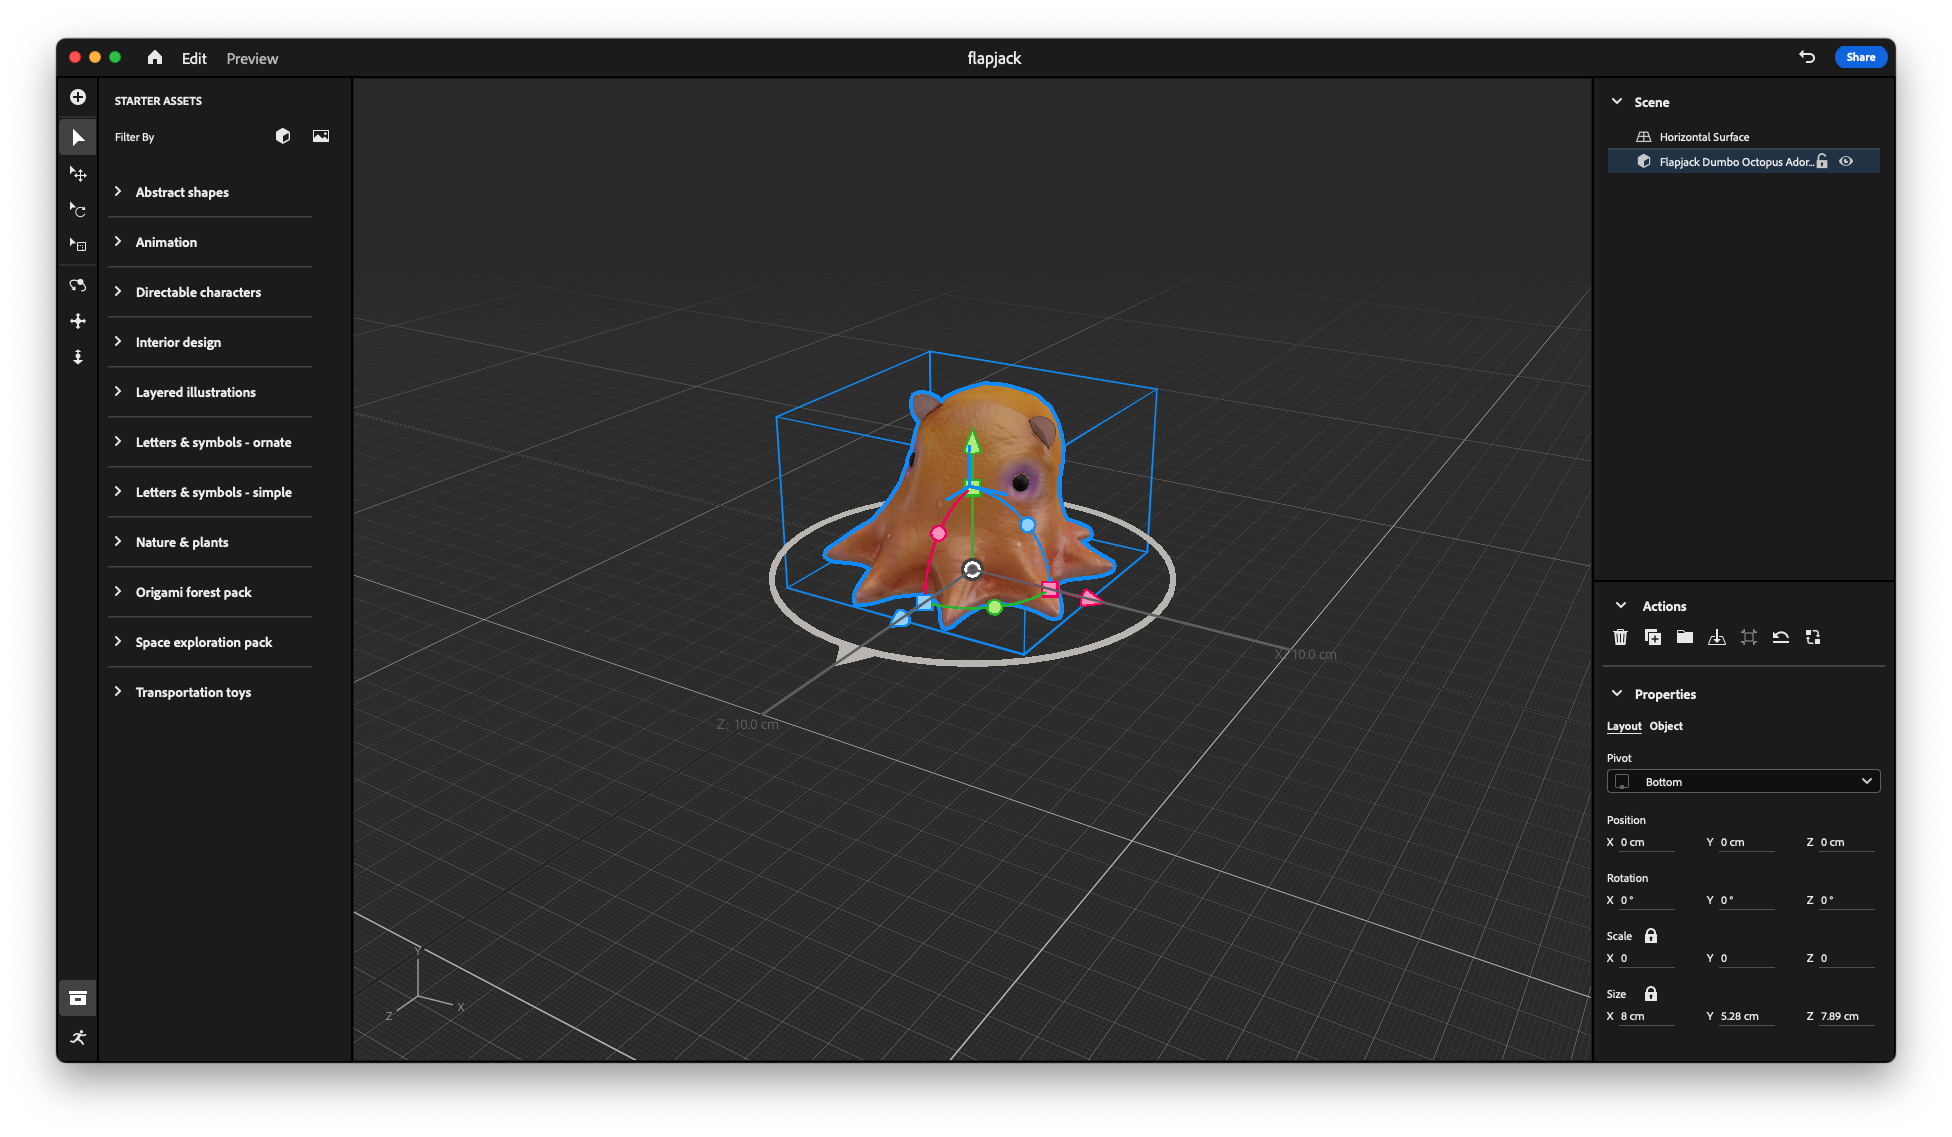 Edit Preview
flapjack
Share
STARTER ASSETS
Filter By
Abstract shapes
Animation
Directable characters
Interior design
Layered illustrations
Letters & symbols - ornate
Letters & symbols - simple
Nature & plants
Origami forest pack
Space exploration pack
Transportation toys
X: 10.0 cm
Z: 10.0 cm
Y
X
Z
Scene
Horizontal Surface
Flapjack Dumbo Octopus Ador...
Actions
Properties
Layout Object
Pivot
Bottom
Position
X 0 cm Y 0 cm Z 0 cm
Rotation
X 0° Y 0° Z 0°
Scale
X 0 Y 0 Z 0
Size
X 8 cm Y 5.28 cm Z 7.89 cm